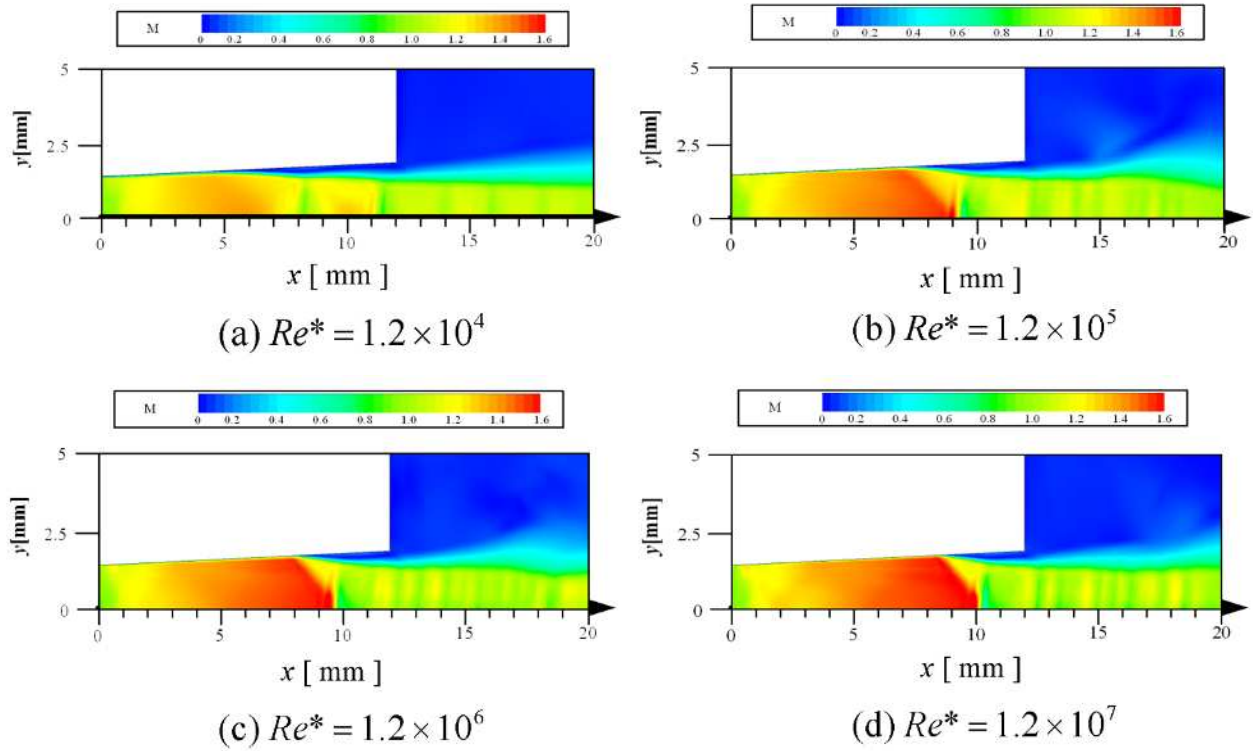 M 0 0.2 0.4 0.6 0.8 1.0 1.2 1.4 1.6
M 0 0.2 0.4 0.6 0.8 1.0 1.2 1.4 1.6
5
2.5
0
y[mm]
0 5 10 15 20
x [ mm ]
(a) Re* = 1.2×10⁴
5
2.5
0
y[mm]
0 5 10 15 20
x [ mm ]
(b) Re* = 1.2×10⁵
M 0 0.2 0.4 0.6 0.8 1.0 1.2 1.4 1.6
M 0 0.2 0.4 0.6 0.8 1.0 1.2 1.4 1.6
5
2.5
0
y[mm]
0 5 10 15 20
x [ mm ]
(c) Re* = 1.2×10⁶
5
2.5
0
y[mm]
0 5 10 15 20
x [ mm ]
(d) Re* = 1.2×10⁷